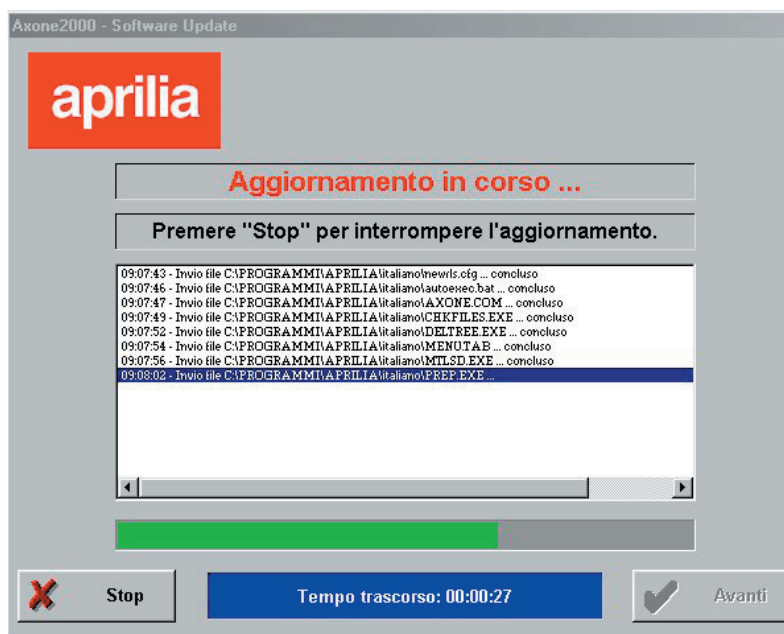 Axone2000 - Software Update
aprilia
Aggiornamento in corso ...
Premere "Stop" per interrompere l'aggiornamento.
09:07:43 - Invio file C:\PROGRAMMI\APRILIA\italiano\newrls.cfg ... concluso
09:07:46 - Invio file C:\PROGRAMMI\APRILIA\italiano\autoexec.bat ... concluso
09:07:47 - Invio file C:\PROGRAMMI\APRILIA\italiano\AXONE.COM ... concluso
09:07:49 - Invio file C:\PROGRAMMI\APRILIA\italiano\CHKFILES.EXE ... concluso
09:07:52 - Invio file C:\PROGRAMMI\APRILIA\italiano\DELTREE.EXE ... concluso
09:07:54 - Invio file C:\PROGRAMMI\APRILIA\italiano\MENU.TAB ... concluso
09:07:56 - Invio file C:\PROGRAMMI\APRILIA\italiano\MTLSD.EXE ... concluso
09:08:02 - Invio file C:\PROGRAMMI\APRILIA\italiano\PREP.EXE ...
Stop
Tempo trascorso: 00:00:27
Avanti